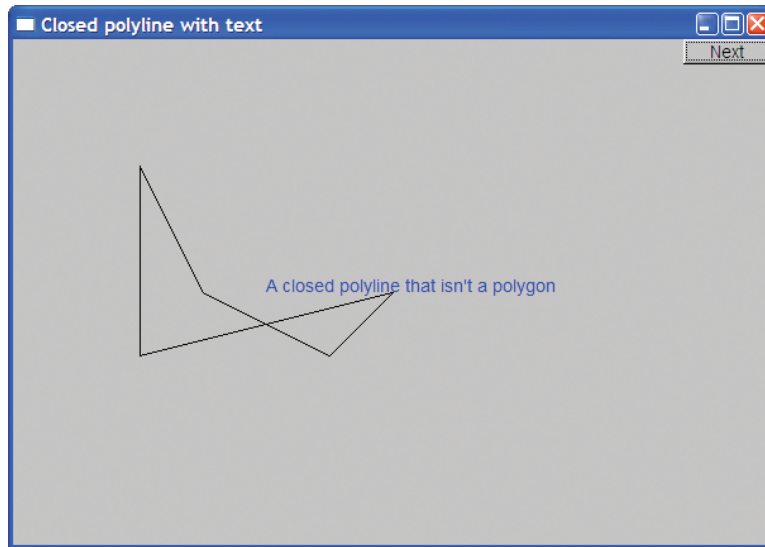 Closed polyline with text
Next
A closed polyline that isn't a polygon